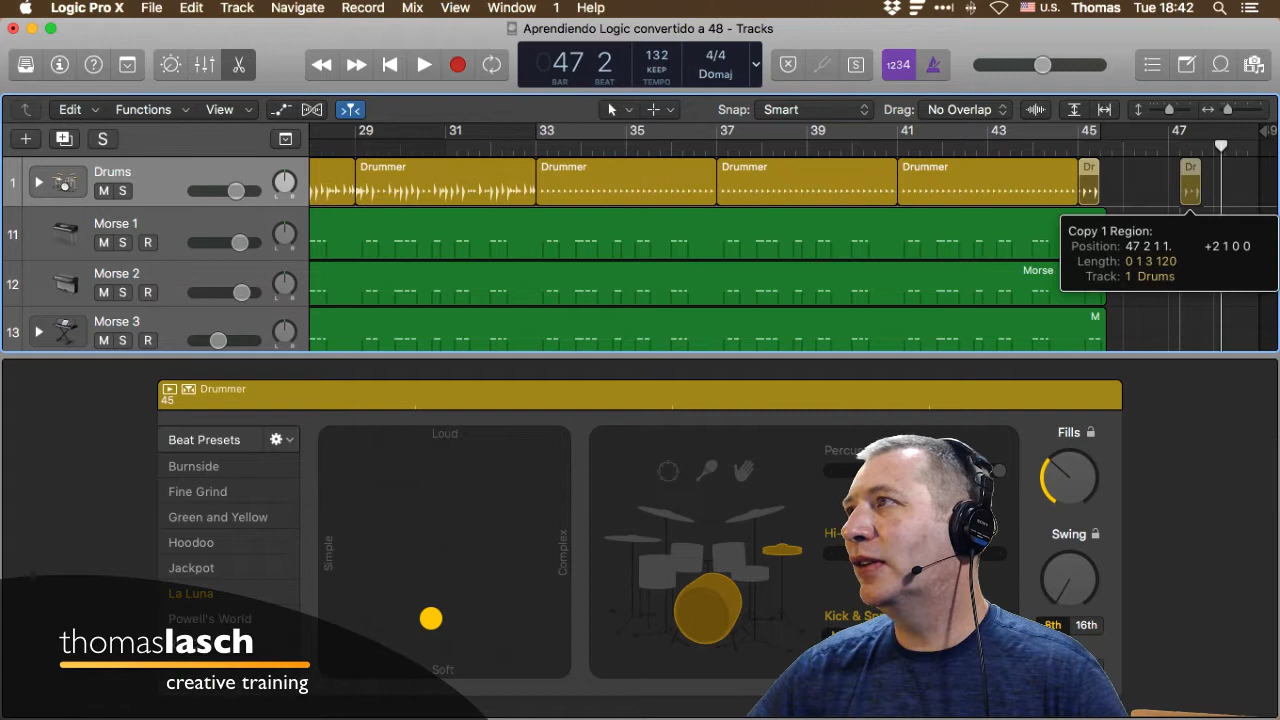 Logic Pro X File Edit Track Navigate Record Mix View Window 1 Help U.S. Thomas Tue 18:42
Aprendiendo Logic convertido a 48 - Tracks
047 2 132 4/4
KEEP Domaj
BAR BEAT TEMPO
1234
Edit Functions View Snap: Smart Drag: No Overlap
S 29 31 33 35 37 39 41 43 45 47 49
1 Drums Drummer Drummer Drummer Drummer Dr Dr
M S
11 Morse 1
M S R
12 Morse 2 Morse
M S R
13 Morse 3 M
M S R
L R
Copy 1 Region:
Position: 47 2 1 1. +2 1 0 0
Length: 0 1 3 120
Track: 1 Drums
Drummer
45
Beat Presets
Burnside
Fine Grind
Green and Yellow
Hoodoo
Jackpot
La Luna
Powell's World
Loud
Simple
Complex
Soft
Hi-
Kick & Sn
Fills
Swing
8th 16th
SONY
thomaslasch
creative training